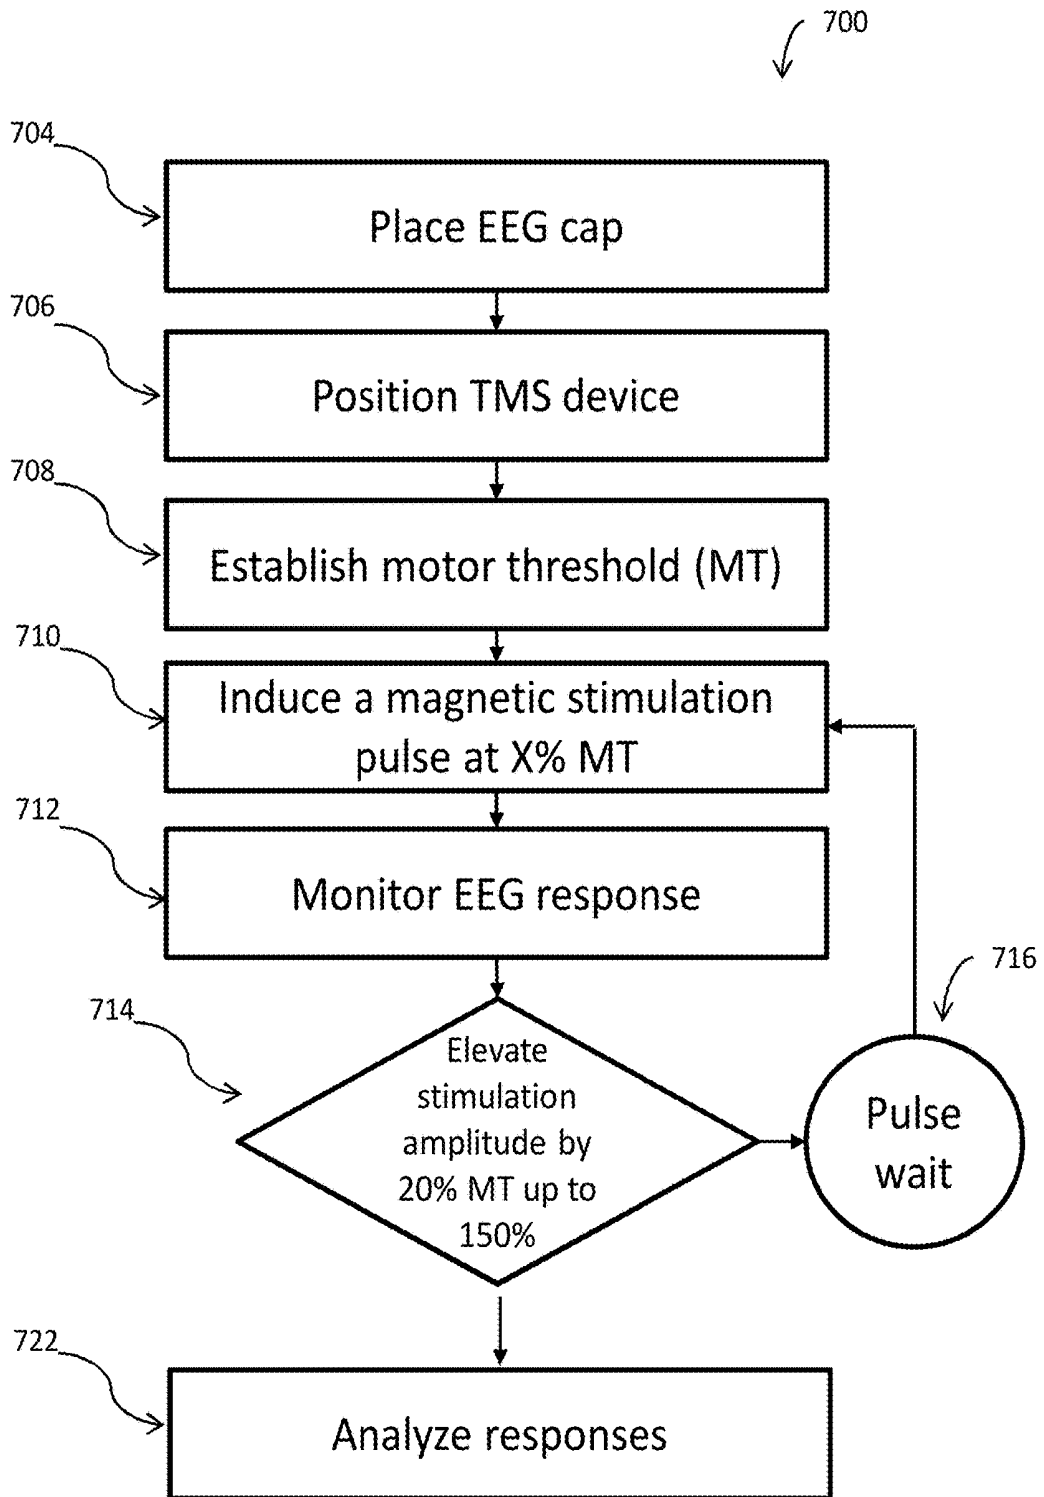 700
704
Place EEG cap
706
Position TMS device
708
Establish motor threshold (MT)
710
Induce a magnetic stimulation
pulse at X% MT
712
Monitor EEG response
714
Elevate
stimulation
amplitude by
20% MT up to
150%
716
Pulse
wait
722
Analyze responses